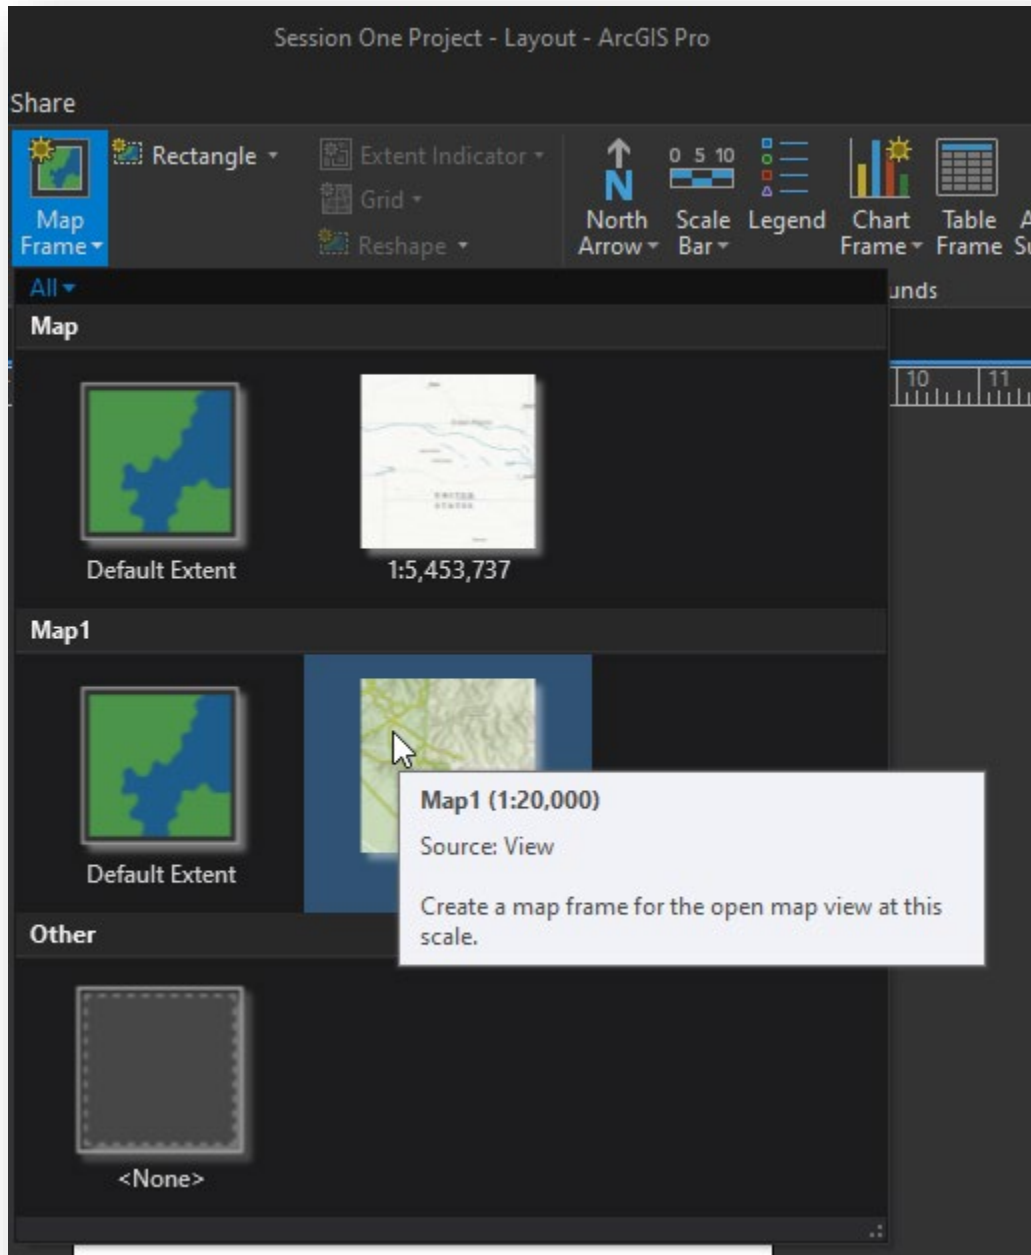 Session One Project - Layout - ArcGIS Pro
Share
Map
Frame
Rectangle
Extent Indicator
Grid
Reshape
North
Arrow
N
0 5 10
Scale
Bar
Legend
Chart
Frame
Table
Frame
All
unds
Map
10 11
Default Extent
UNITED
STATES
1:5,453,737
Map1
Default Extent
Map1 (1:20,000)
Source: View
Create a map frame for the open map view at this
scale.
Other
<None>